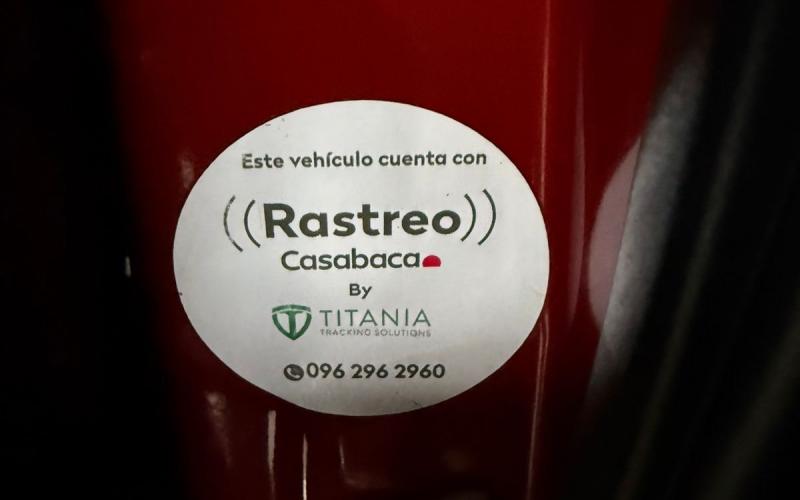 Este vehículo cuenta con
((Rastreo))
Casabaca
By
TITANIA
TRACKING SOLUTIONS
096 296 2960